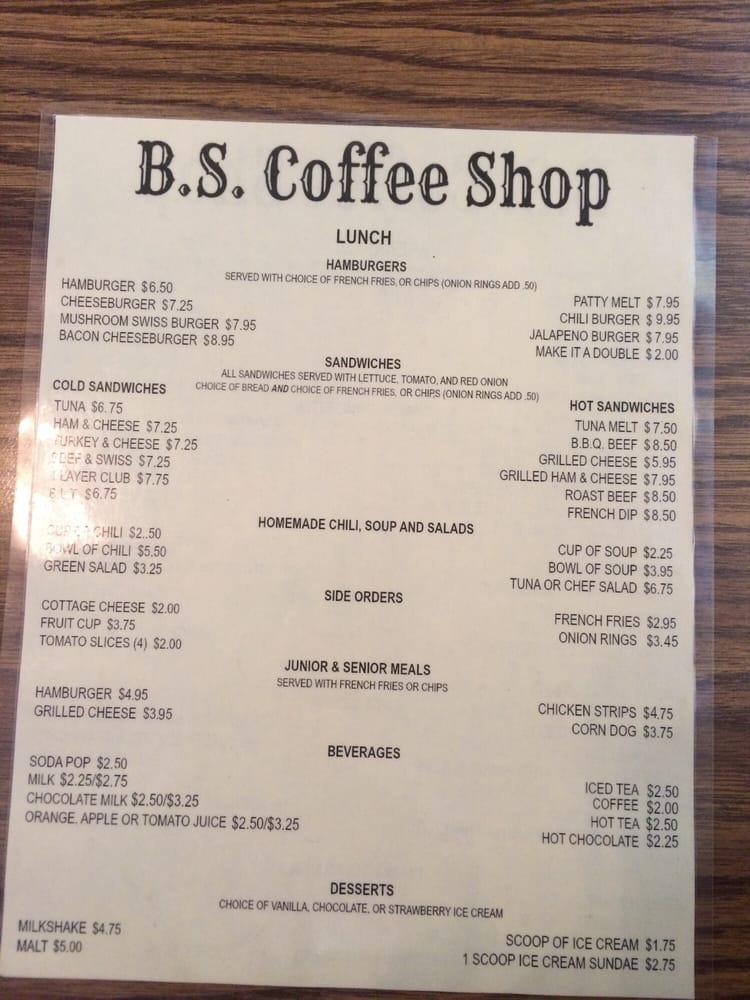 B.S. Coffee Shop
LUNCH
HAMBURGERS
SERVED WITH CHOICE OF FRENCH FRIES, OR CHIPS (ONION RINGS ADD .50)
HAMBURGER $6.50
CHEESEBURGER $7.25
MUSHROOM SWISS BURGER $7.95
BACON CHEESEBURGER $8.95
PATTY MELT $7.95
CHILI BURGER $9.95
JALAPENO BURGER $7.95
MAKE IT A DOUBLE $2.00
SANDWICHES
ALL SANDWICHES SERVED WITH LETTUCE, TOMATO, AND RED ONION
CHOICE OF BREAD AND CHOICE OF FRENCH FRIES, OR CHIPS (ONION RINGS ADD .50)
COLD SANDWICHES
TUNA $6.75
HAM & CHEESE $7.25
TURKEY & CHEESE $7.25
BEEF & SWISS $7.25
LAYER CLUB $7.75
B.L.T $6.75
HOT SANDWICHES
TUNA MELT $7.50
B.B.Q. BEEF $8.50
GRILLED CHEESE $5.95
GRILLED HAM & CHEESE $7.95
ROAST BEEF $8.50
FRENCH DIP $8.50
HOMEMADE CHILI, SOUP AND SALADS
CUP OF CHILI $2..50
BOWL OF CHILI $5.50
GREEN SALAD $3.25
CUP OF SOUP $2.25
BOWL OF SOUP $3.95
TUNA OR CHEF SALAD $6.75
SIDE ORDERS
COTTAGE CHEESE $2.00
FRUIT CUP $3.75
TOMATO SLICES (4) $2.00
FRENCH FRIES $2.95
ONION RINGS $3.45
JUNIOR & SENIOR MEALS
SERVED WITH FRENCH FRIES OR CHIPS
HAMBURGER $4.95
GRILLED CHEESE $3.95
CHICKEN STRIPS $4.75
CORN DOG $3.75
BEVERAGES
SODA POP $2.50
MILK $2.25/$2.75
CHOCOLATE MILK $2.50/$3.25
ORANGE, APPLE OR TOMATO JUICE $2.50/$3.25
ICED TEA $2.50
COFFEE $2.00
HOT TEA $2.50
HOT CHOCOLATE $2.25
DESSERTS
CHOICE OF VANILLA, CHOCOLATE, OR STRAWBERRY ICE CREAM
MILKSHAKE $4.75
MALT $5.00
SCOOP OF ICE CREAM $1.75
1 SCOOP ICE CREAM SUNDAE $2.75